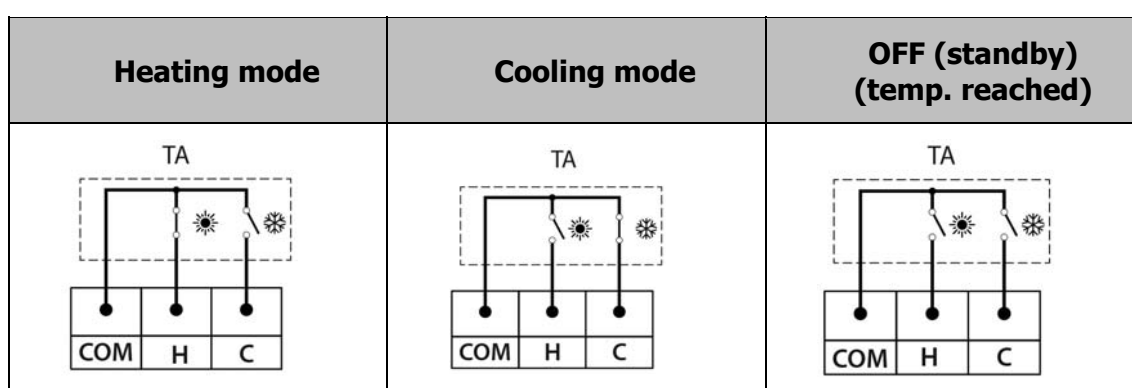 Heating mode
Cooling mode
OFF (standby)
(temp. reached)
TA
COM H C
TA
COM H C
TA
COM H C